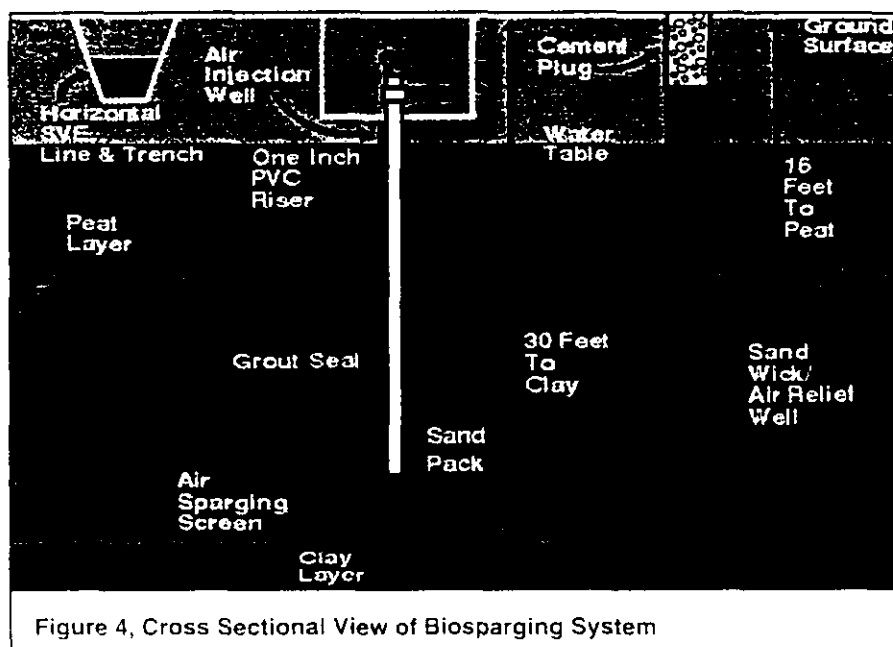 Ground
Surface
Air
Injection
Well
Cement
Plug
Horizontal
SVE
Line & Trench
One Inch
PVC
Riser
Water
Table
16
Feet
To
Peat
Peat
Layer
Grout Seal
30 Feet
To
Clay
Sand
Wick/
Air Relief
Well
Sand
Pack
Air
Sparging
Screen
Clay
Layer
Figure 4, Cross Sectional View of Biosparging System